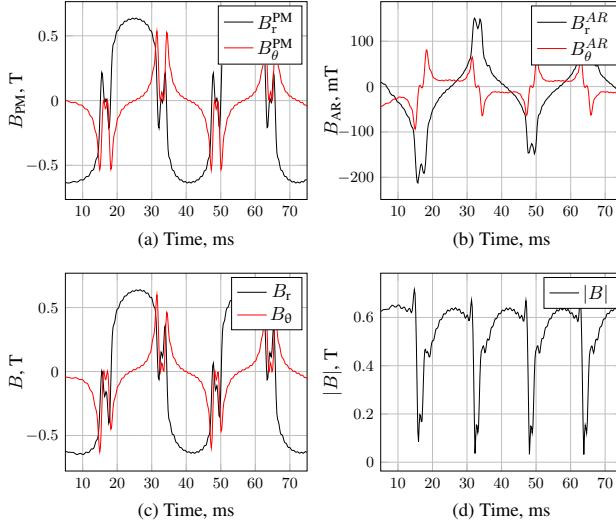 B_r^PM
B_θ^PM
0.5
0
−0.5
B_PM, T
10 20 30 40 50 60 70
(a) Time, ms
B_r^AR
B_θ^AR
100
0
−100
−200
B_AR, mT
10 20 30 40 50 60 70
(b) Time, ms
B_r
B_θ
0.5
0
−0.5
B, T
10 20 30 40 50 60 70
(c) Time, ms
|B|
0.6
0.4
0.2
0
|B|, T
10 20 30 40 50 60 70
(d) Time, ms